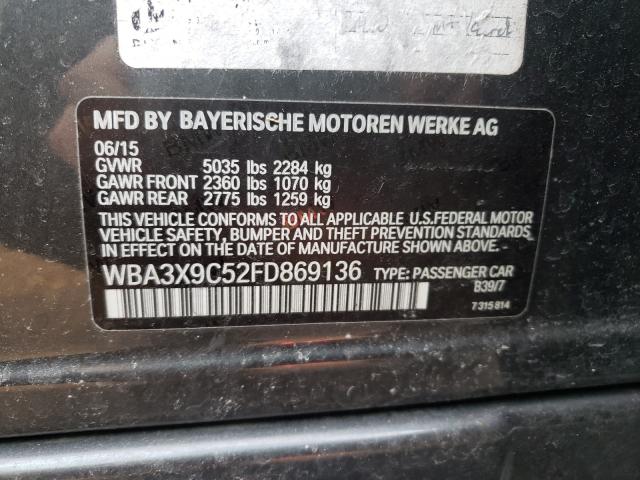 MFD BY BAYERISCHE MOTOREN WERKE AG
06/15
GVWR 5035 lbs 2284 kg
GAWR FRONT 2360 lbs 1070 kg
GAWR REAR 2775 lbs 1259 kg
THIS VEHICLE CONFORMS TO ALL APPLICABLE U.S.FEDERAL MOTOR
VEHICLE SAFETY, BUMPER AND THEFT PREVENTION STANDARDS
IN EFFECT ON THE DATE OF MANUFACTURE SHOWN ABOVE.
WBA3X9C52FD869136 TYPE: PASSENGER CAR
B39/7
7315814